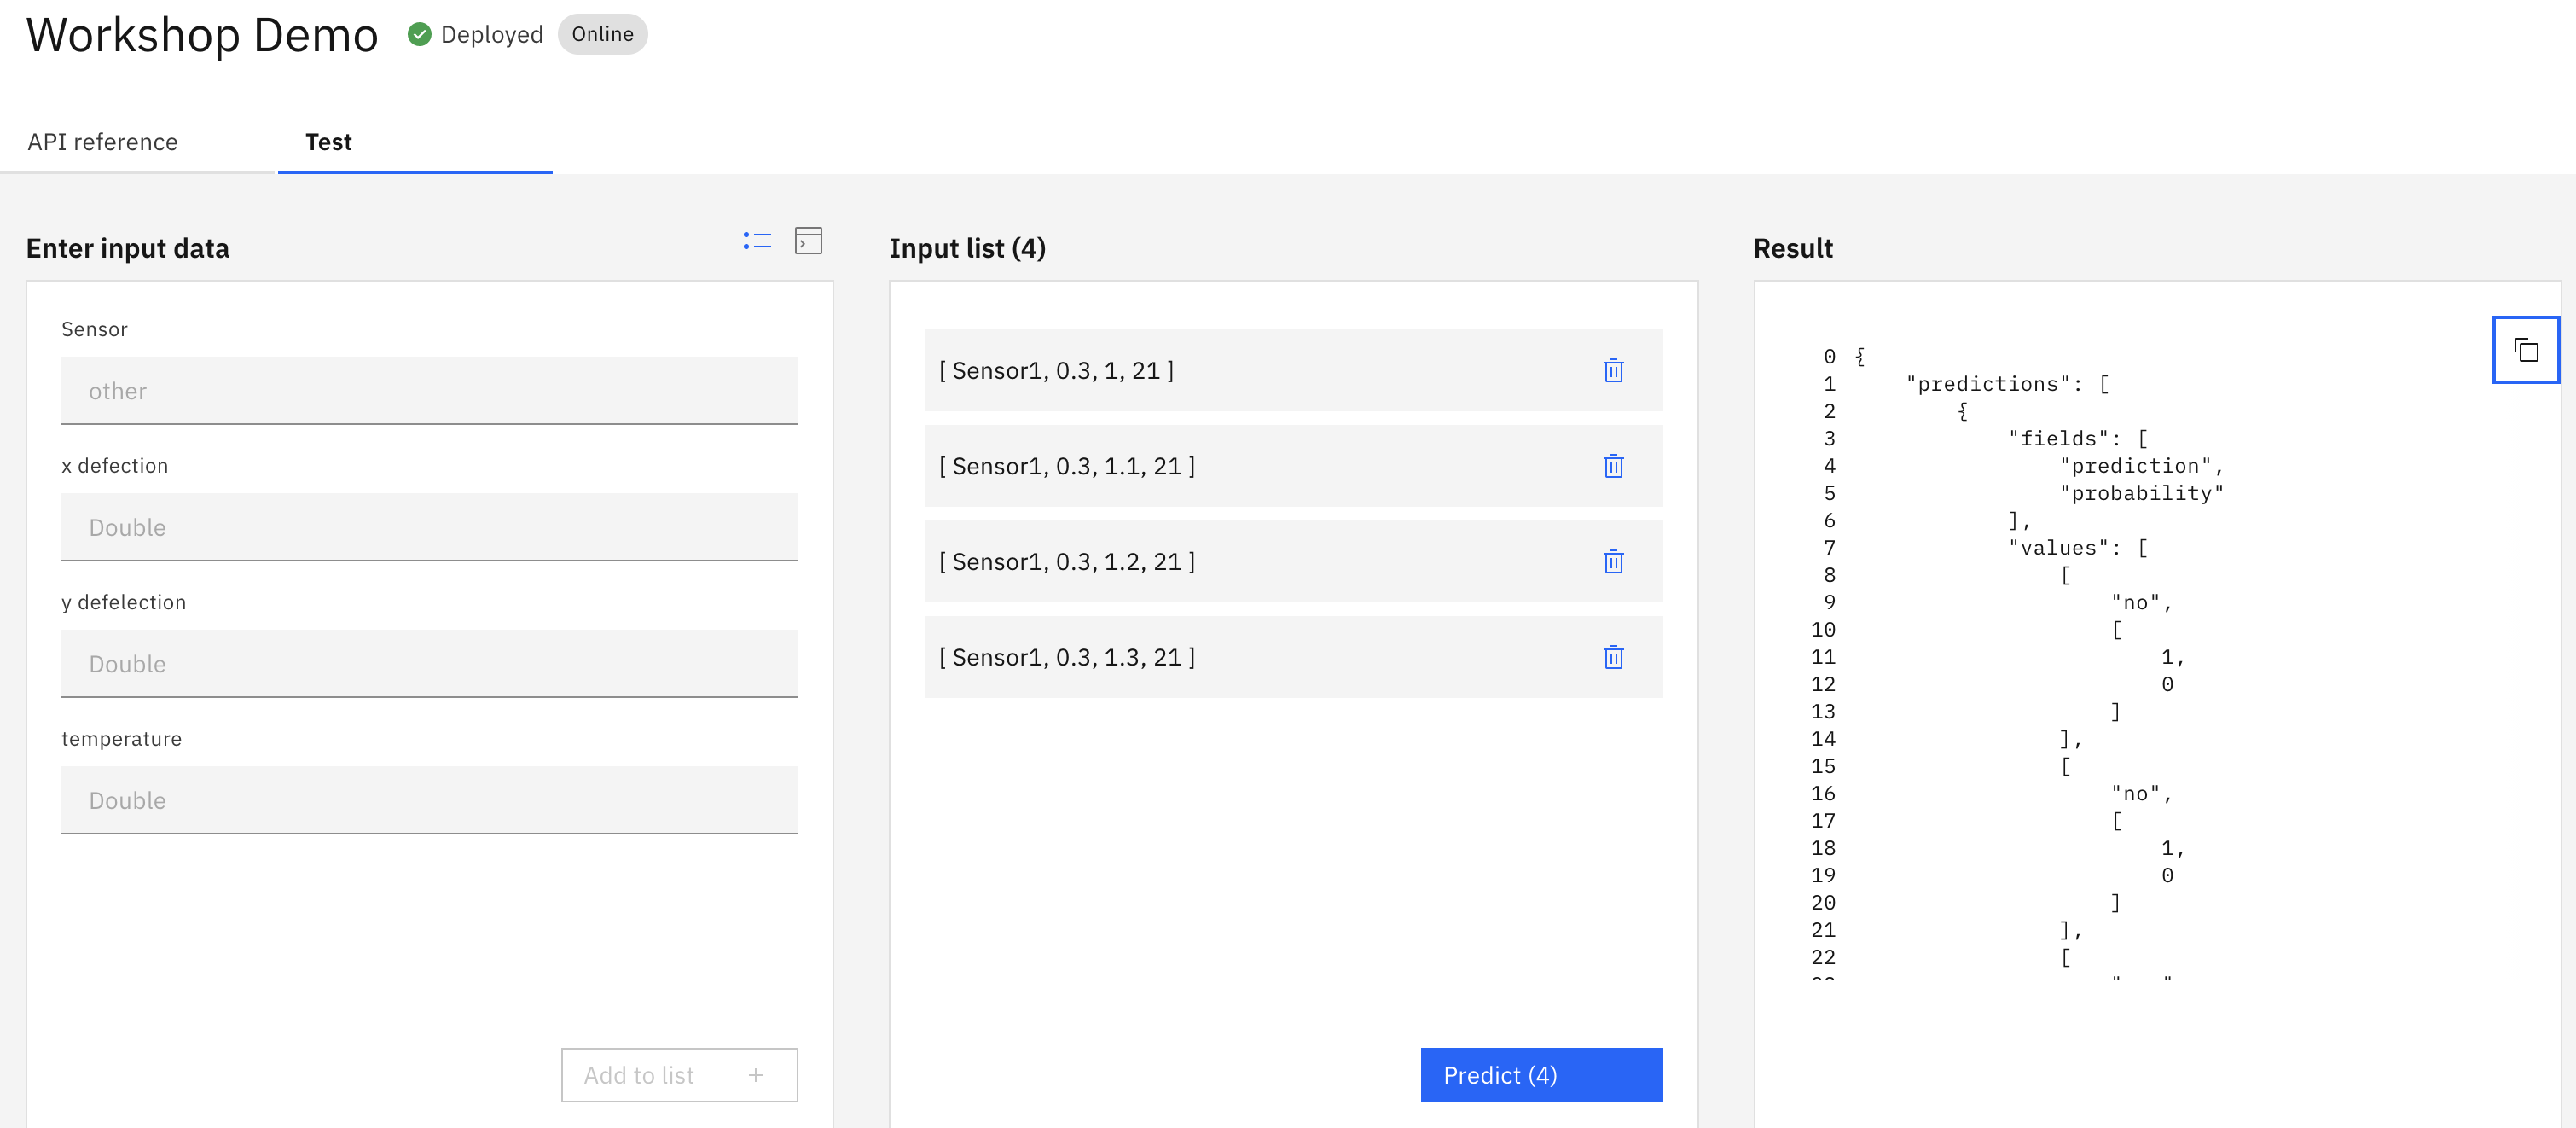 Workshop Demo Deployed Online
API reference Test
Enter input data
Sensor
other
x defection
Double
y defelection
Double
temperature
Double
Add to list +
Input list (4)
[ Sensor1, 0.3, 1, 21 ]
[ Sensor1, 0.3, 1.1, 21 ]
[ Sensor1, 0.3, 1.2, 21 ]
[ Sensor1, 0.3, 1.3, 21 ]
Predict (4)
Result
0 {
1 "predictions": [
2 {
3 "fields": [
4 "prediction",
5 "probability"
6 ],
7 "values": [
8 [
9 "no",
10 [
11 1,
12 0
13 ]
14 ],
15 [
16 "no",
17 [
18 1,
19 0
20 ]
21 ],
22 [